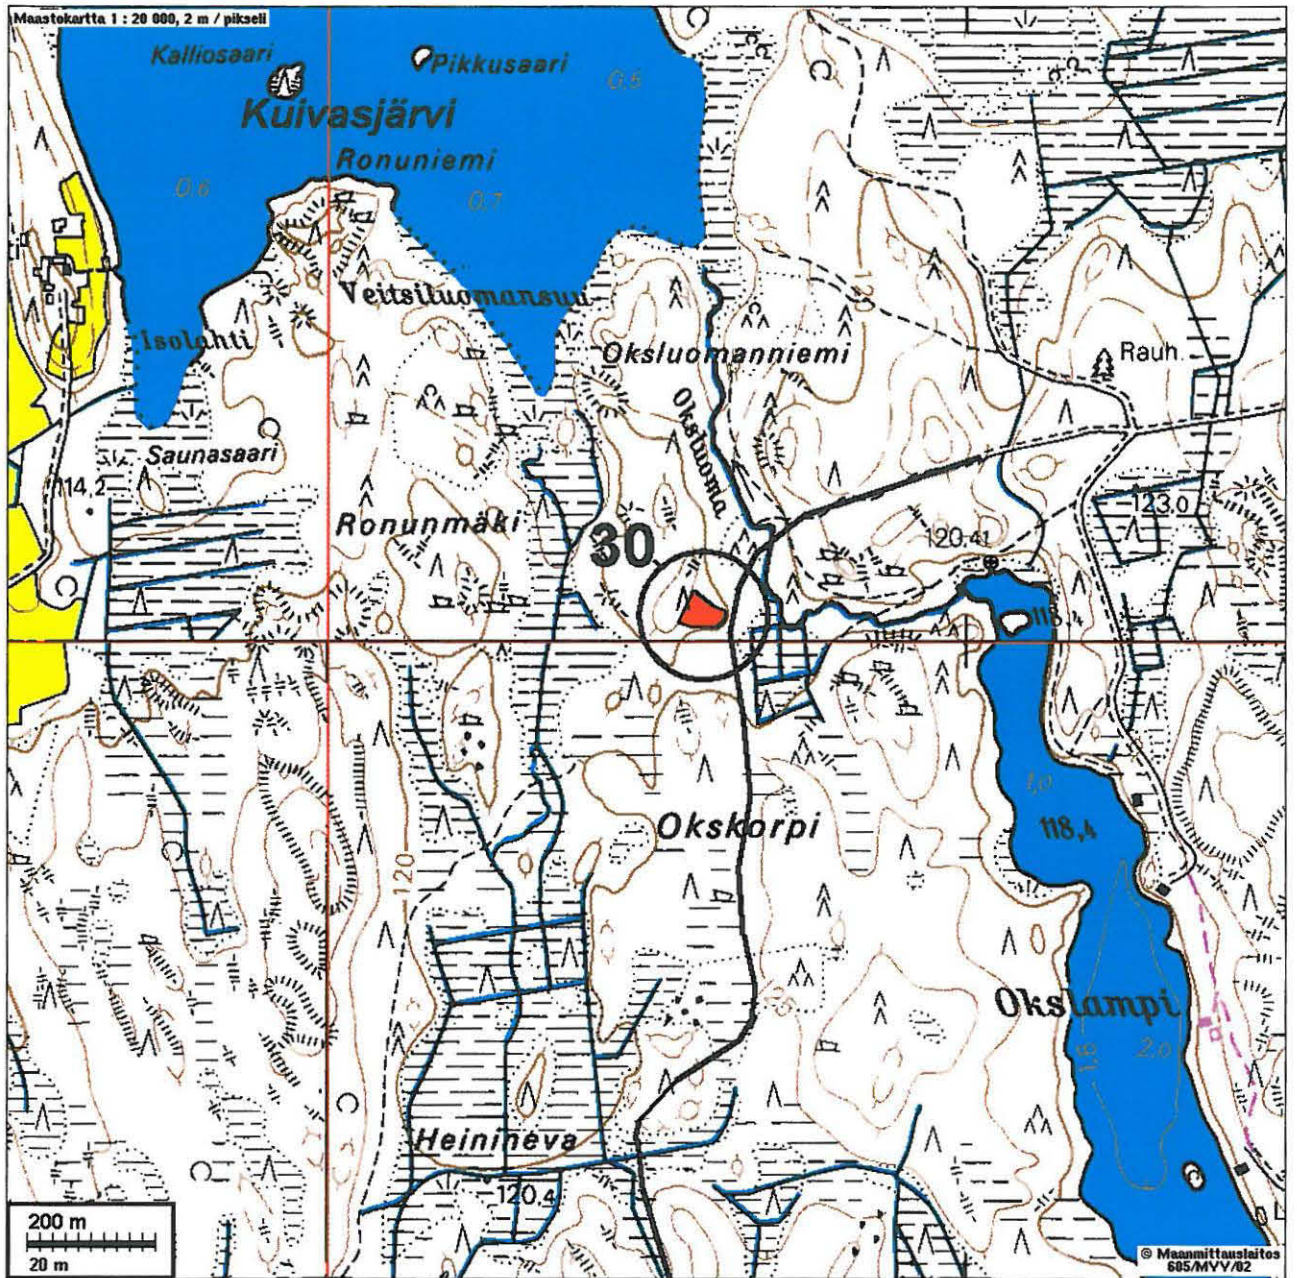 Maastokartta 1 : 20 000, 2 m / pikseli
Kalliosaari
Pikkusaari
0,5
Kuivasjärvi
Ronuniemi
0,6
0,7
120
Veitsiluomansuu
Isolahti
Oksluomanniemi
Rauh.
Oksluoma
Saunasaari
114,2
123,0
Ronunmäki
30
120.41
118,4
1,0
118,4
Okskorpi
120
Okslampi
1,6
2,0
Heinineva
120,4
200 m
20 m
© Maanmittauslaitos
605/MYY/02